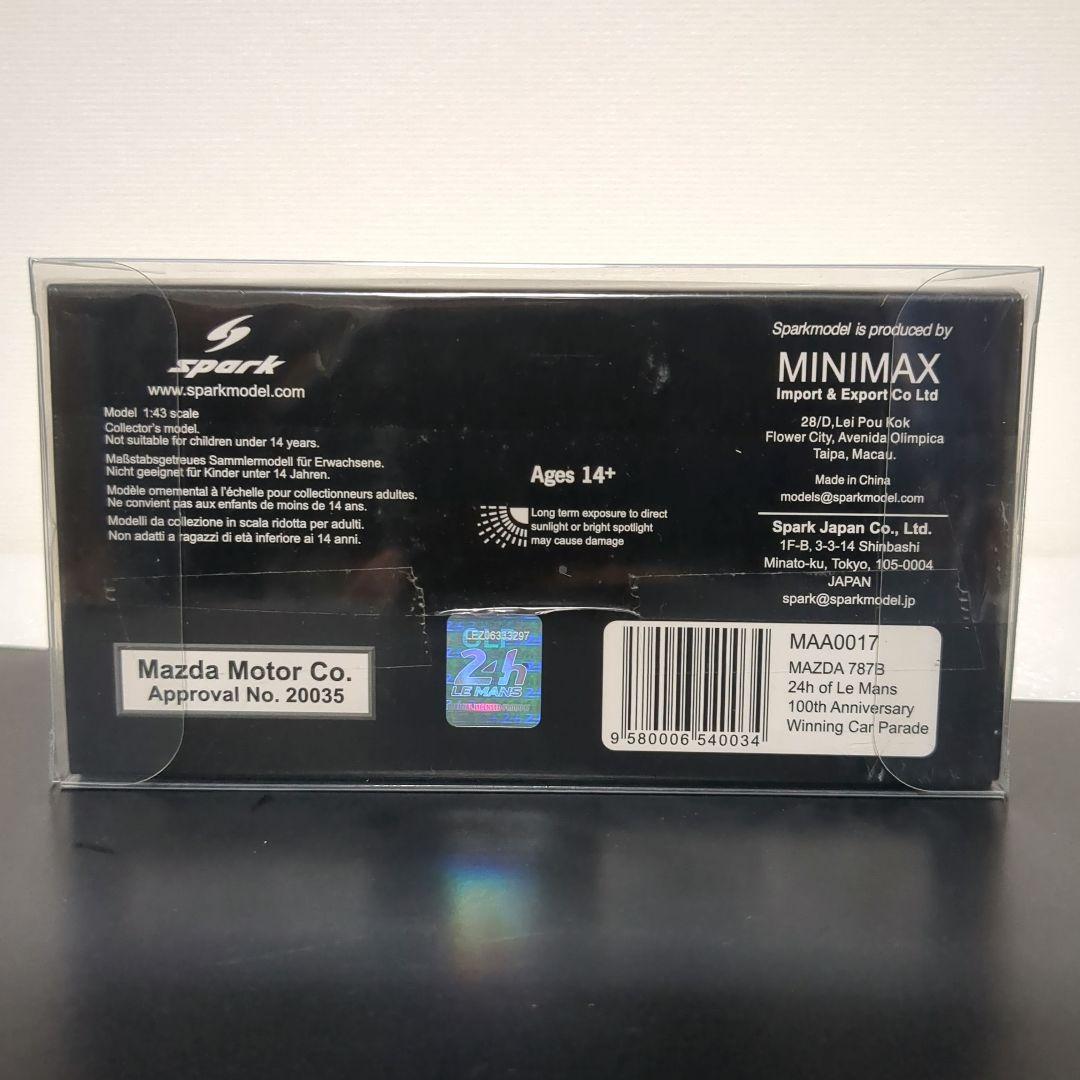 spark
www.sparkmodel.com
Model 1:43 scale
Collector's model.
Not suitable for children under 14 years.
Maßstabsgetreues Sammlermodell für Erwachsene.
Nicht geeignet für Kinder unter 14 Jahren.
Modèle ornemental à l'échelle pour collectionneurs adultes.
Ne convient pas aux enfants de moins de 14 ans.
Modelli da collezione in scala ridotta per adulti.
Non adatti a ragazzi di età inferiore ai 14 anni.
Ages 14+
Long term exposure to direct
sunlight or bright spotlight
may cause damage
Sparkmodel is produced by
MINIMAX
Import & Export Co Ltd
28/D,Lei Pou Kok
Flower City, Avenida Olimpica
Taipa, Macau.
Made in China
models@sparkmodel.com
Spark Japan Co., Ltd.
1F-B, 3-3-14 Shinbashi
Minato-ku, Tokyo, 105-0004
JAPAN
spark@sparkmodel.jp
Mazda Motor Co.
Approval No. 20035
LEZ06333297
24h
LE MANS
9 580006 540034
MAA0017
MAZDA 787B
24h of Le Mans
100th Anniversary
Winning Car Parade